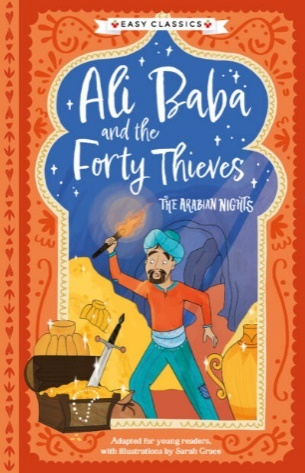 EASY CLASSICS
Ali Baba
and the
Forty Thieves
THE ARABIAN NIGHTS
Adapted for young readers,
with illustrations by Sarah Grace